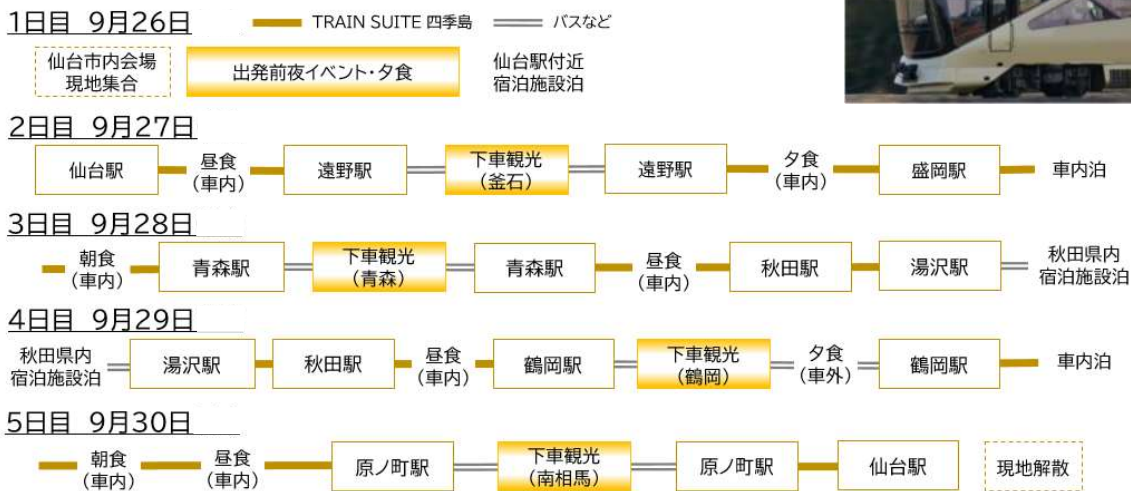 1日目 9月26日
TRAIN SUITE 四季島
バスなど
仙台市内会場
現地集合
出発前夜イベント・夕食
仙台駅付近
宿泊施設泊
2日目 9月27日
仙台駅
昼食
(車内)
遠野駅
下車観光
(釜石)
遠野駅
夕食
(車内)
盛岡駅
車内泊
3日目 9月28日
朝食
(車内)
青森駅
下車観光
(青森)
青森駅
昼食
(車内)
秋田駅
湯沢駅
秋田県内
宿泊施設泊
4日目 9月29日
秋田県内
宿泊施設泊
湯沢駅
秋田駅
昼食
(車内)
鶴岡駅
下車観光
(鶴岡)
夕食
(車外)
鶴岡駅
車内泊
5日目 9月30日
朝食
(車内)
昼食
(車内)
原ノ町駅
下車観光
(南相馬)
原ノ町駅
仙台駅
現地解散